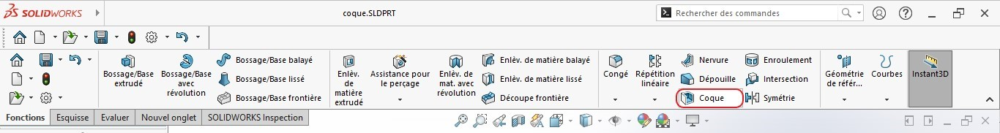 SOLIDWORKS
coque.SLDPRT
Rechercher des commandes
Bossage/Base extrudé
Bossage/Base avec révolution
Bossage/Base balayé
Bossage/Base lissé
Bossage/Base frontière
Enlèv. de matière extrudé
Assistance pour le perçage
Enlèv. de mat. avec révolution
Enlèv. de matière balayé
Enlèv. de matière lissé
Découpe frontière
Congé
Répétition linéaire
Nervure
Dépouille
Coque
Enroulement
Intersection
Symétrie
Géométrie de référ...
Courbes
Instant3D
Fonctions
Esquisse
Evaluer
Nouvel onglet
SOLIDWORKS Inspection